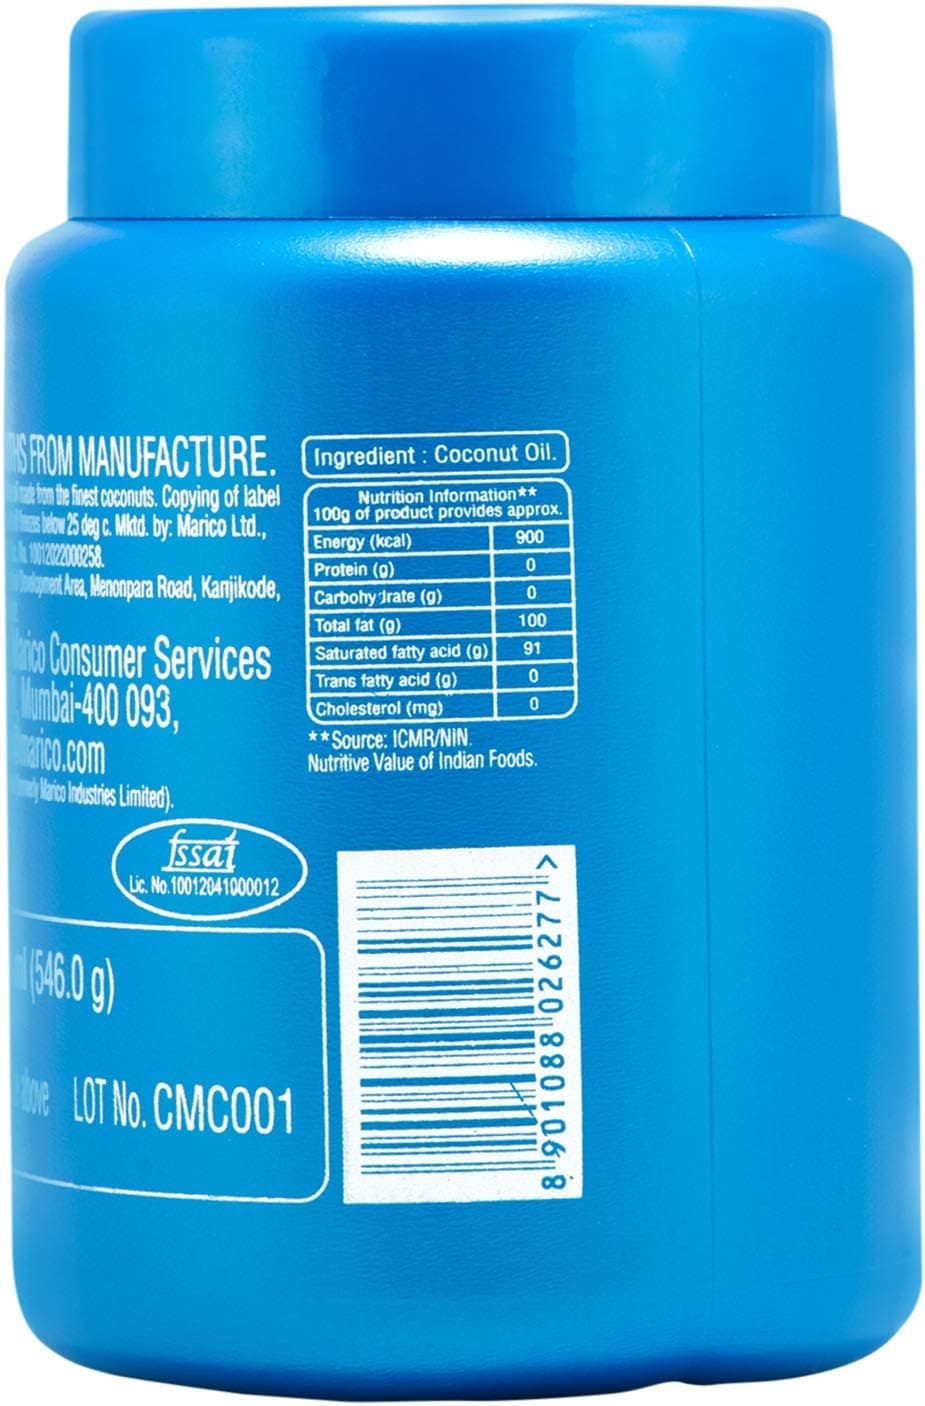 THS FROM MANUFACTURE.
made from the finest coconuts. Copying of label
freezes below 25 deg c. Mktd. by: Marico Ltd.,
No. 10012022000258.
Development Area, Menonpara Road, Kanjikode,
Marico Consumer Services
, Mumbai-400 093,
marico.com
Marico Industries Limited).
fssai
Lic. No.10012041000012
ml (546.0 g)
above LOT No. CMC001
Ingredient : Coconut Oil.
Nutrition Information**
100g of product provides approx.
Energy (kcal) 900
Protein (g) 0
Carbohydrate (g) 0
Total fat (g) 100
Saturated fatty acid (g) 91
Trans fatty acid (g) 0
Cholesterol (mg) 0
**Source: ICMR/NIN.
Nutritive Value of Indian Foods.
8 901088 026277 >